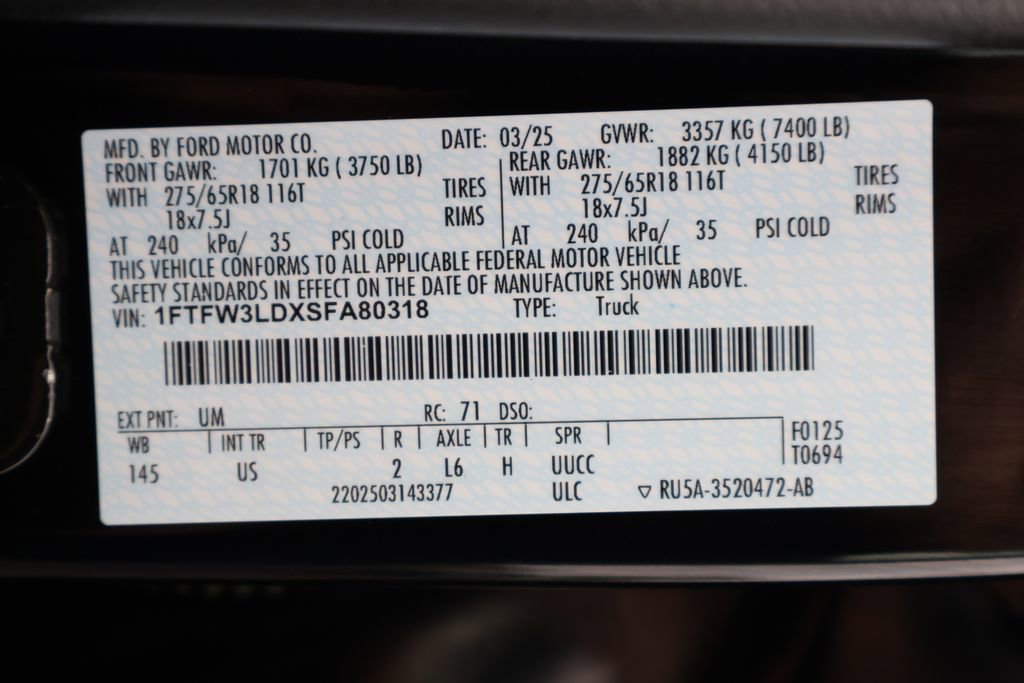 MFD. BY FORD MOTOR CO. DATE: 03/25 GVWR: 3357 KG ( 7400 LB)
FRONT GAWR: 1701 KG ( 3750 LB) REAR GAWR: 1882 KG ( 4150 LB)
WITH 275/65R18 116T TIRES WITH 275/65R18 116T TIRES
18x7.5J RIMS 18x7.5J RIMS
AT 240 kPa/ 35 PSI COLD AT 240 kPa/ 35 PSI COLD
THIS VEHICLE CONFORMS TO ALL APPLICABLE FEDERAL MOTOR VEHICLE
SAFETY STANDARDS IN EFFECT ON THE DATE OF MANUFACTURE SHOWN ABOVE.
VIN: 1FTFW3LDXSFA80318 TYPE: Truck
EXT PNT: UM RC: 71 DSO:
WB INT TR TP/PS R AXLE TR SPR F0125
145 US 2 L6 H UUCC T0694
2202503143377 ULC ▽ RU5A-3520472-AB